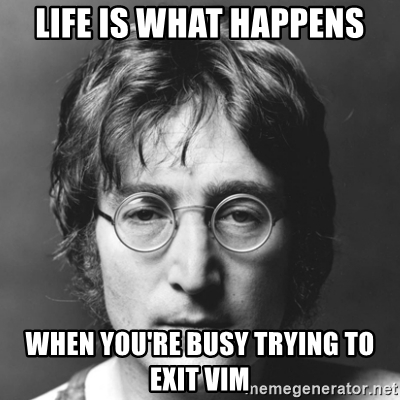 LIFE IS WHAT HAPPENS
WHEN YOU'RE BUSY TRYING TO
EXIT VIM
memegenerator.net